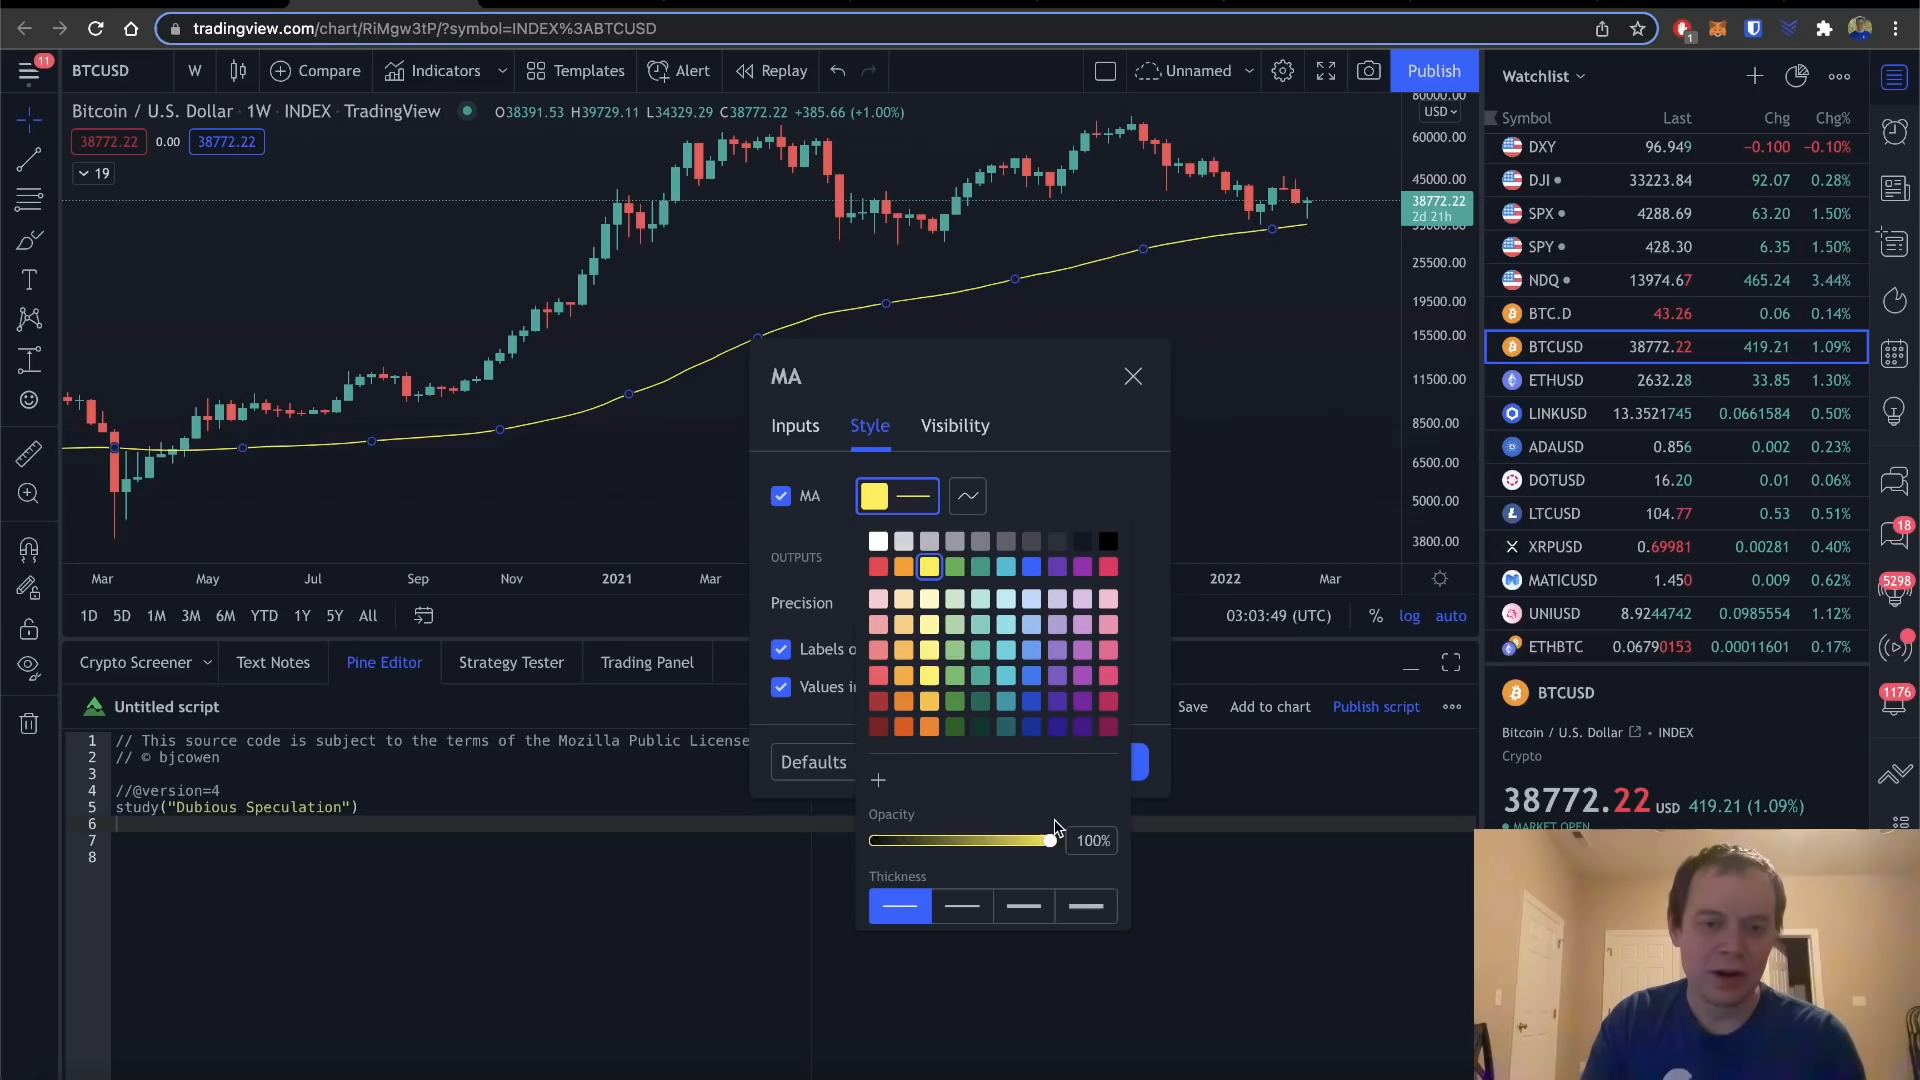 tradingview.com/chart/RiMgw3tP/?symbol=INDEX%3ABTCUSD
1
11
BTCUSD W Compare Indicators Templates Alert Replay Unnamed Publish
Bitcoin / U.S. Dollar · 1W · INDEX · TradingView O38391.53 H39729.11 L34329.29 C38772.22 +385.66 (+1.00%)
38772.22 0.00 38772.22
19
80000.00
USD
60000.00
45000.00
38772.22
2d 21h
33000.00
25500.00
19500.00
15500.00
11500.00
8500.00
6500.00
5000.00
3800.00
Mar May Jul Sep Nov 2021 Mar 2022 Mar
1D 5D 1M 3M 6M YTD 1Y 5Y All 03:03:49 (UTC) % log auto
MA
Inputs Style Visibility
MA
OUTPUTS
Precision
Labels o
Values i
Defaults
Opacity
100%
Thickness
Crypto Screener Text Notes Pine Editor Strategy Tester Trading Panel
Untitled script Save Add to chart Publish script
1 // This source code is subject to the terms of the Mozilla Public License
2 // © bjcowen
3
4 //@version=4
5 study("Dubious Speculation")
6
7
8
Watchlist
Symbol Last Chg Chg%
DXY 96.949 −0.100 −0.10%
DJI 33223.84 92.07 0.28%
SPX 4288.69 63.20 1.50%
SPY 428.30 6.35 1.50%
NDQ 13974.67 465.24 3.44%
BTC.D 43.26 0.06 0.14%
BTCUSD 38772.22 419.21 1.09%
ETHUSD 2632.28 33.85 1.30%
LINKUSD 13.3521745 0.0661584 0.50%
ADAUSD 0.856 0.002 0.23%
DOTUSD 16.20 0.01 0.06%
LTCUSD 104.77 0.53 0.51%
XRPUSD 0.69981 0.00281 0.40%
MATICUSD 1.450 0.009 0.62%
UNIUSD 8.9244742 0.0985554 1.12%
ETHBTC 0.06790153 0.00011601 0.17%
BTCUSD
Bitcoin / U.S. Dollar • INDEX
Crypto
38772.22 USD 419.21 (1.09%)
MARKET OPEN
18
5298
1176